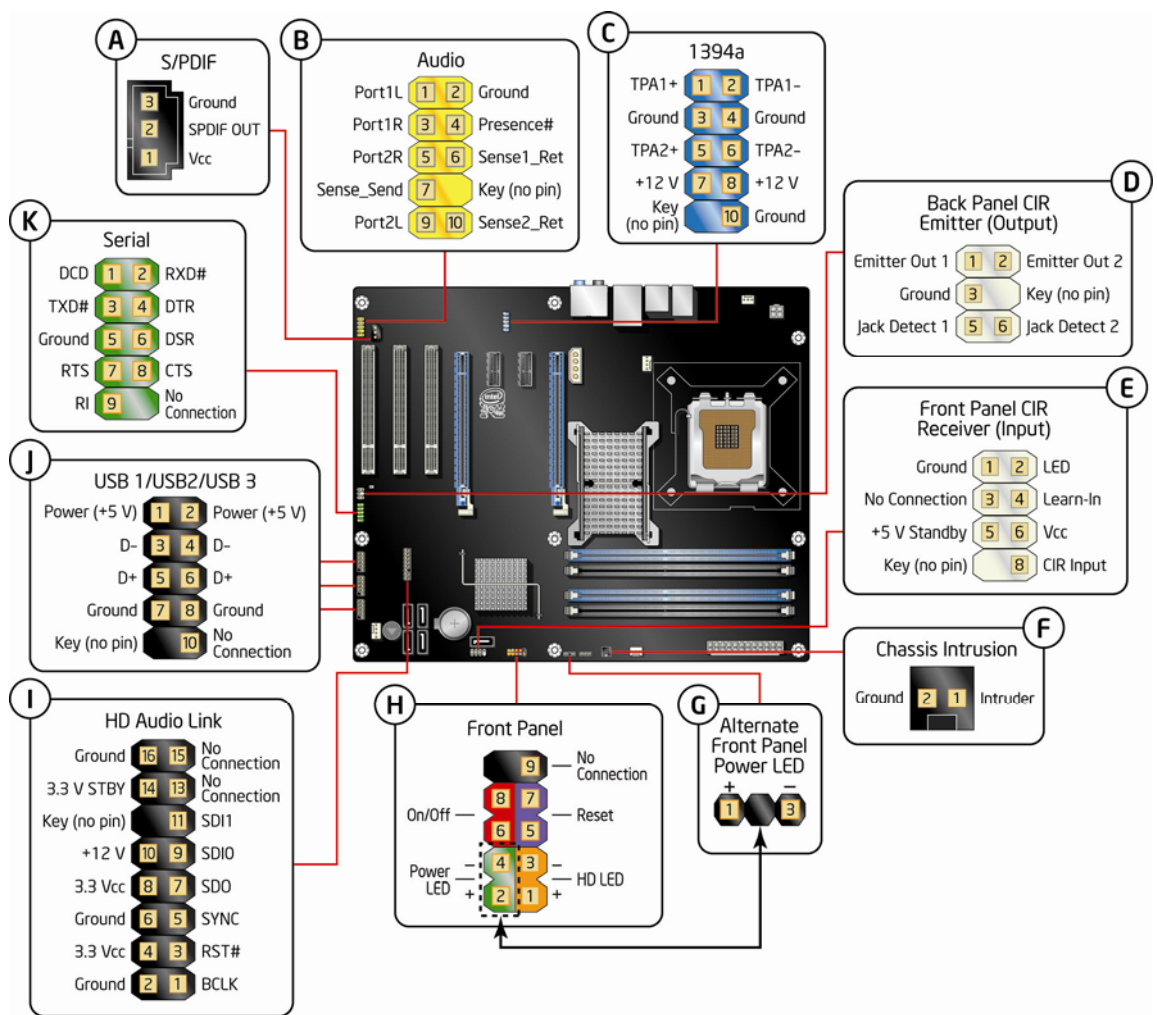 A
S/PDIF
3 Ground
2 SPDIF OUT
1 Vcc
B
Audio
Port1L 1 2 Ground
Port1R 3 4 Presence#
Port2R 5 6 Sense1_Ret
Sense_Send 7 Key (no pin)
Port2L 9 10 Sense2_Ret
C
1394a
TPA1+ 1 2 TPA1-
Ground 3 4 Ground
TPA2+ 5 6 TPA2-
+12 V 7 8 +12 V
Key
(no pin) 10 Ground
D
Back Panel CIR
Emitter (Output)
Emitter Out 1 1 2 Emitter Out 2
Ground 3 Key (no pin)
Jack Detect 1 5 6 Jack Detect 2
K
Serial
DCD 1 2 RXD#
TXD# 3 4 DTR
Ground 5 6 DSR
RTS 7 8 CTS
RI 9 No
Connection
intel
E
Front Panel CIR
Receiver (Input)
Ground 1 2 LED
No Connection 3 4 Learn-In
+5 V Standby 5 6 Vcc
Key (no pin) 8 CIR Input
J
USB 1/USB2/USB 3
Power (+5 V) 1 2 Power (+5 V)
D- 3 4 D-
D+ 5 6 D+
Ground 7 8 Ground
Key (no pin) 10 No
Connection
F
Chassis Intrusion
Ground 2 1 Intruder
I
HD Audio Link
Ground 16 15 No
Connection
3.3 V STBY 14 13 No
Connection
Key (no pin) 11 SDI1
+12 V 10 9 SDI0
3.3 Vcc 8 7 SDO
Ground 6 5 SYNC
3.3 Vcc 4 3 RST#
Ground 2 1 BCLK
H
Front Panel
9 No
Connection
On/Off 8 7 Reset
6 5
Power
LED - 4 3 - HD LED
+ 2 1 +
G
Alternate
Front Panel
Power LED
+ -
1 3